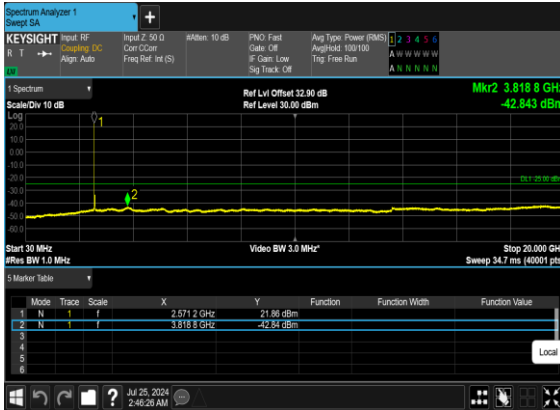 Spectrum Analyzer 1
Swept SA
KEYSIGHT Input: RF Input Z: 50 Ω #Atten: 10 dB PNO: Fast Avg Type: Power (RMS) 1 2 3 4 5 6
R T Coupling: DC Corr CCorr Gate: Off Avg|Hold: 100/100 A W W W W W
Align: Auto Freq Ref: Int (S) IF Gain: Low Trig: Free Run
Sig Track: Off A N N N N N
1 Spectrum Ref Lvl Offset 32.90 dB Mkr2 3.818 8 GHz
Scale/Div 10 dB Ref Level 30.00 dBm -42.843 dBm
Log
20.0
10.0
0.00
-10.0
-20.0
-30.0
-40.0
-50.0
-60.0
1
2
DL1 -25.00 dBm
Start 30 MHz Video BW 3.0 MHz* Stop 20.000 GH
#Res BW 1.0 MHz Sweep 34.7 ms (40001 pts
5 Marker Table
Mode Trace Scale X Y Function Function Width Function Value
1 N 1 f 2.571 2 GHz 21.86 dBm
2 N 1 f 3.818 8 GHz -42.84 dBm
3
4
5
6
Local
?
Jul 25, 2024
2:46:26 AM